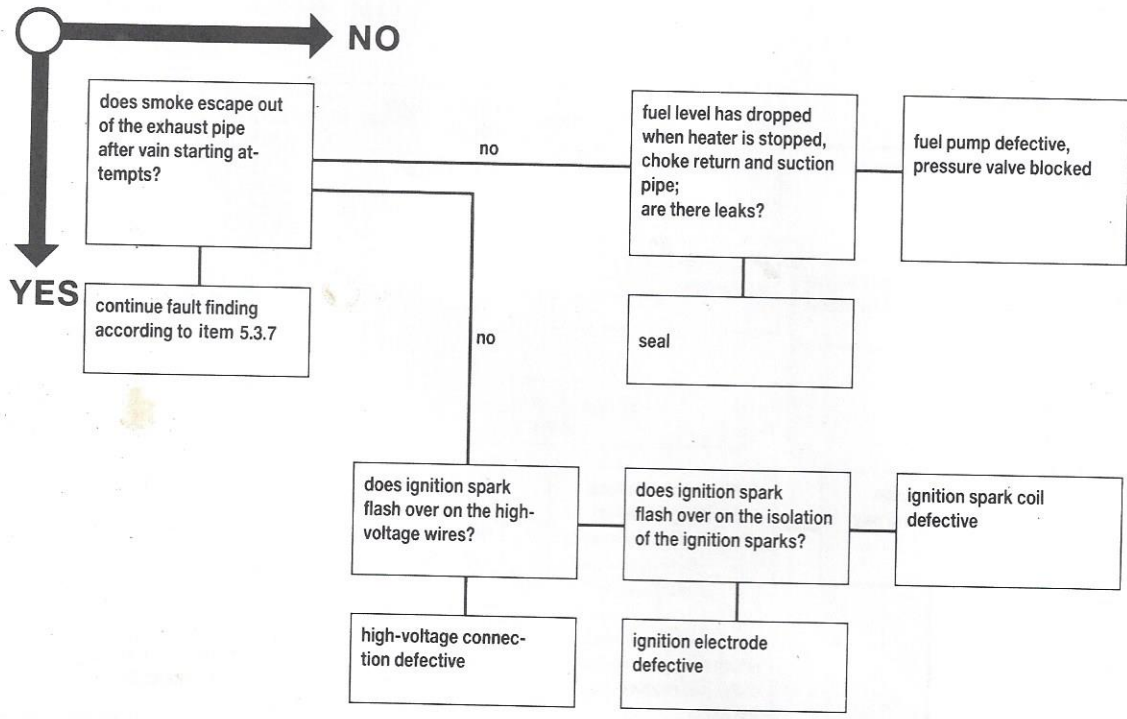 NO
YES
does smoke escape out
of the exhaust pipe
after vain starting at-
tempts?
no
fuel level has dropped
when heater is stopped,
choke return and suction
pipe;
are there leaks?
fuel pump defective,
pressure valve blocked
continue fault finding
according to item 5.3.7
seal
no
does ignition spark
flash over on the high-
voltage wires?
does ignition spark
flash over on the isolation
of the ignition sparks?
ignition spark coil
defective
high-voltage connec-
tion defective
ignition electrode
defective